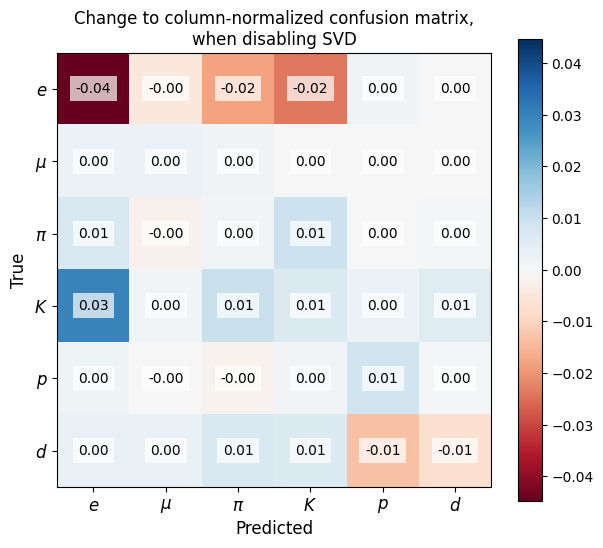 Change to column-normalized confusion matrix,
when disabling SVD
e -0.04 -0.00 -0.02 -0.02 0.00 0.00
μ 0.00 0.00 0.00 0.00 0.00 0.00
π 0.01 -0.00 0.00 0.01 0.00 0.00
K 0.03 0.00 0.01 0.01 0.00 0.01
p 0.00 -0.00 -0.00 0.00 0.01 0.00
d 0.00 0.00 0.01 0.01 -0.01 -0.01
e μ π K p d
Predicted
True
0.04
0.03
0.02
0.01
0.00
−0.01
−0.02
−0.03
−0.04